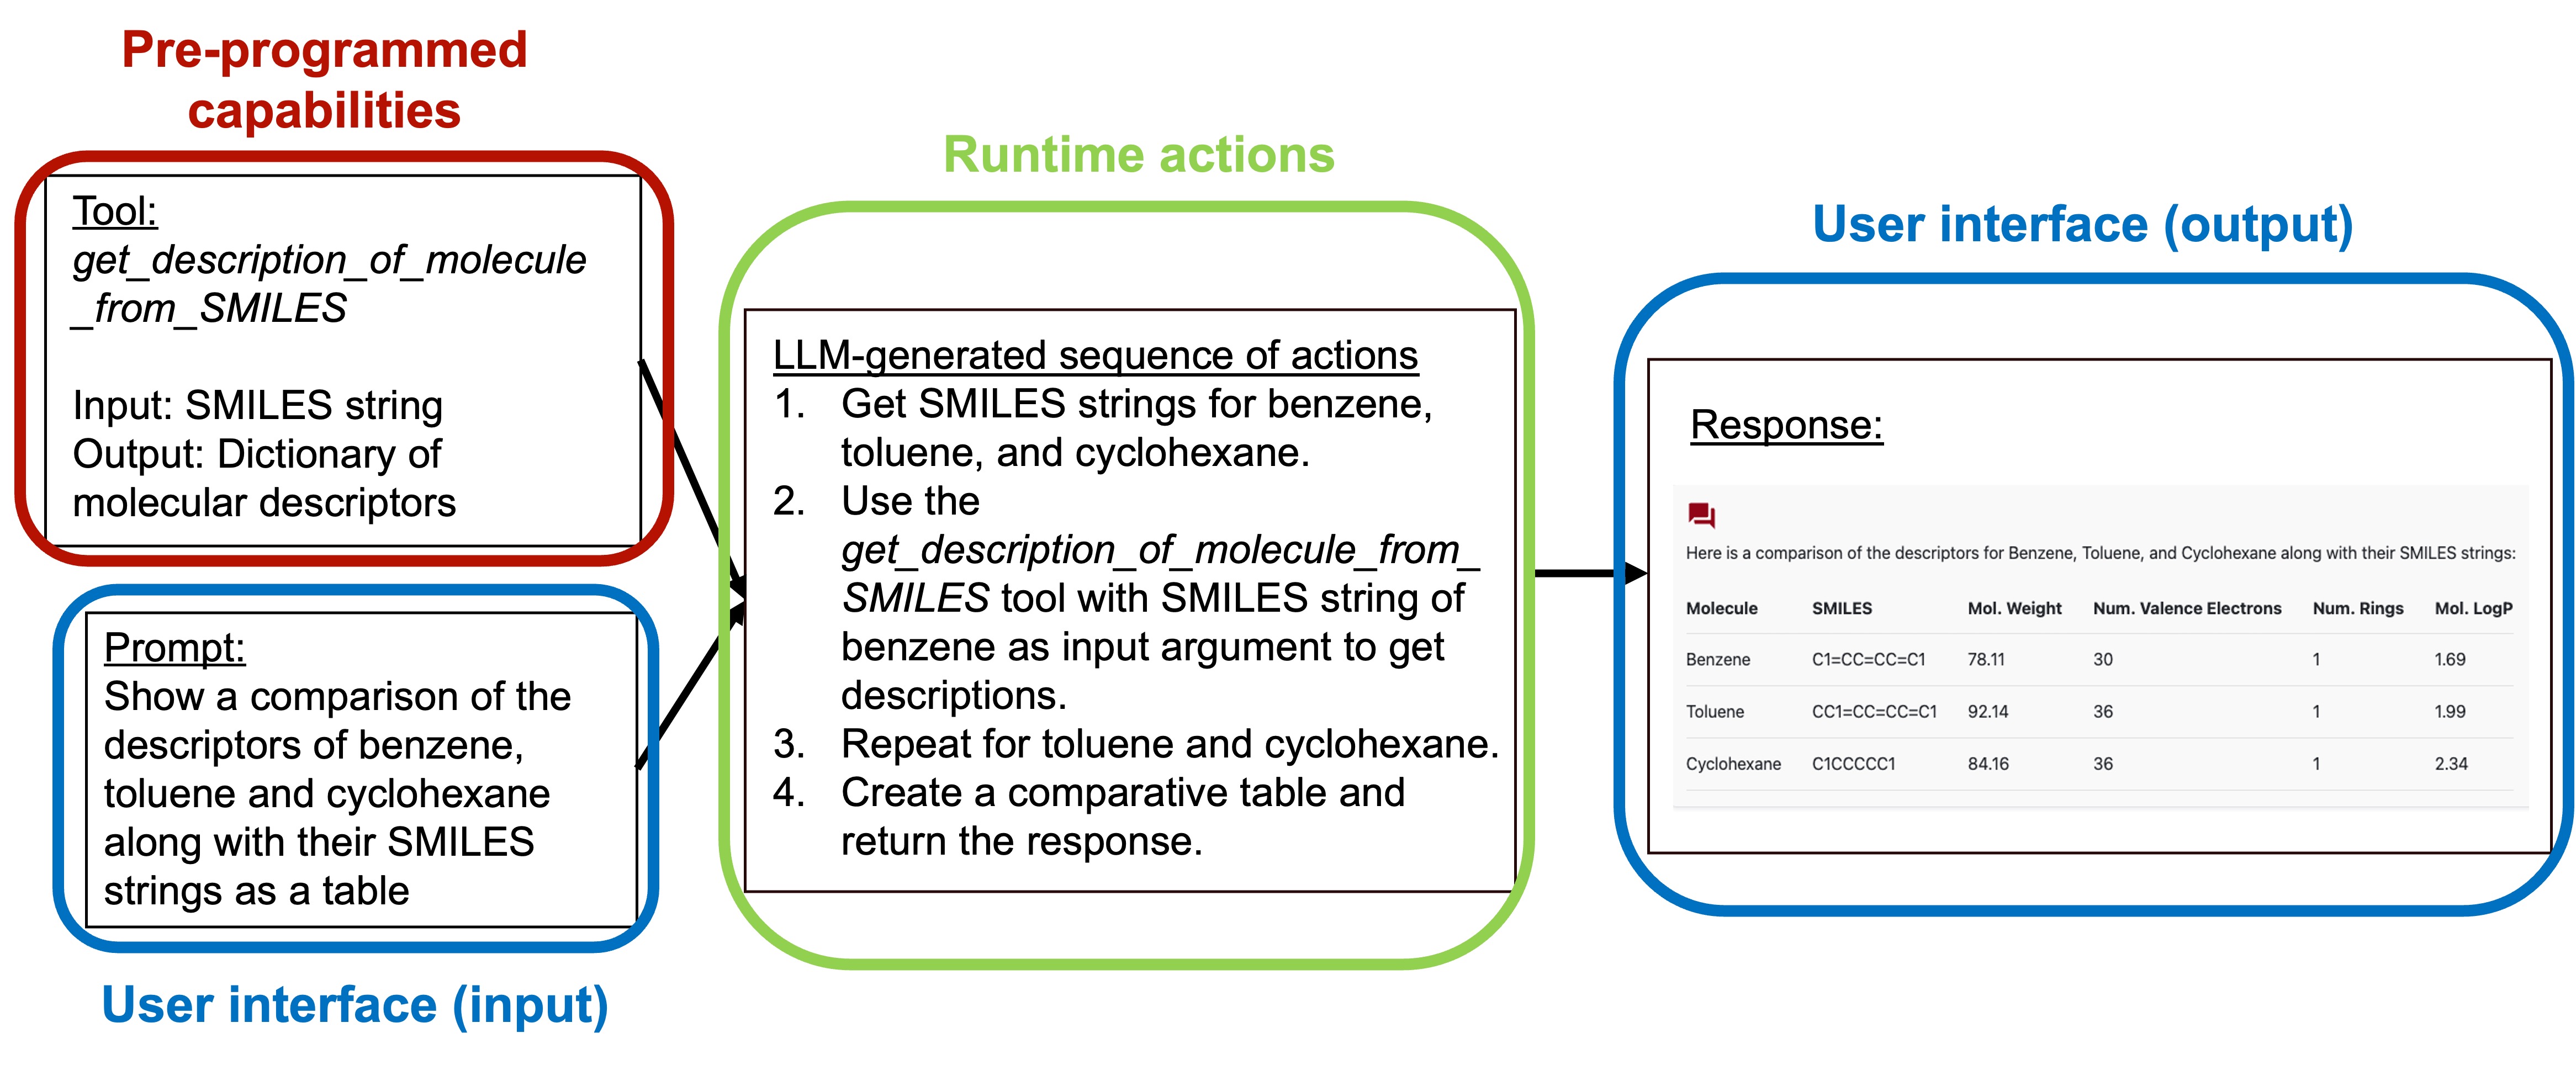 Pre-programmed
capabilities
Tool:
get_description_of_molecule
_from_SMILES
Input: SMILES string
Output: Dictionary of
molecular descriptors
Prompt:
Show a comparison of the
descriptors of benzene,
toluene and cyclohexane
along with their SMILES
strings as a table
User interface (input)
Runtime actions
LLM-generated sequence of actions
1. Get SMILES strings for benzene,
toluene, and cyclohexane.
2. Use the
get_description_of_molecule_from_
SMILES tool with SMILES string of
benzene as input argument to get
descriptions.
3. Repeat for toluene and cyclohexane.
4. Create a comparative table and
return the response.
User interface (output)
Response:
Here is a comparison of the descriptors for Benzene, Toluene, and Cyclohexane along with their SMILES strings:
Molecule SMILES Mol. Weight Num. Valence Electrons Num. Rings Mol. LogP
Benzene C1=CC=CC=C1 78.11 30 1 1.69
Toluene CC1=CC=CC=C1 92.14 36 1 1.99
Cyclohexane C1CCCCC1 84.16 36 1 2.34